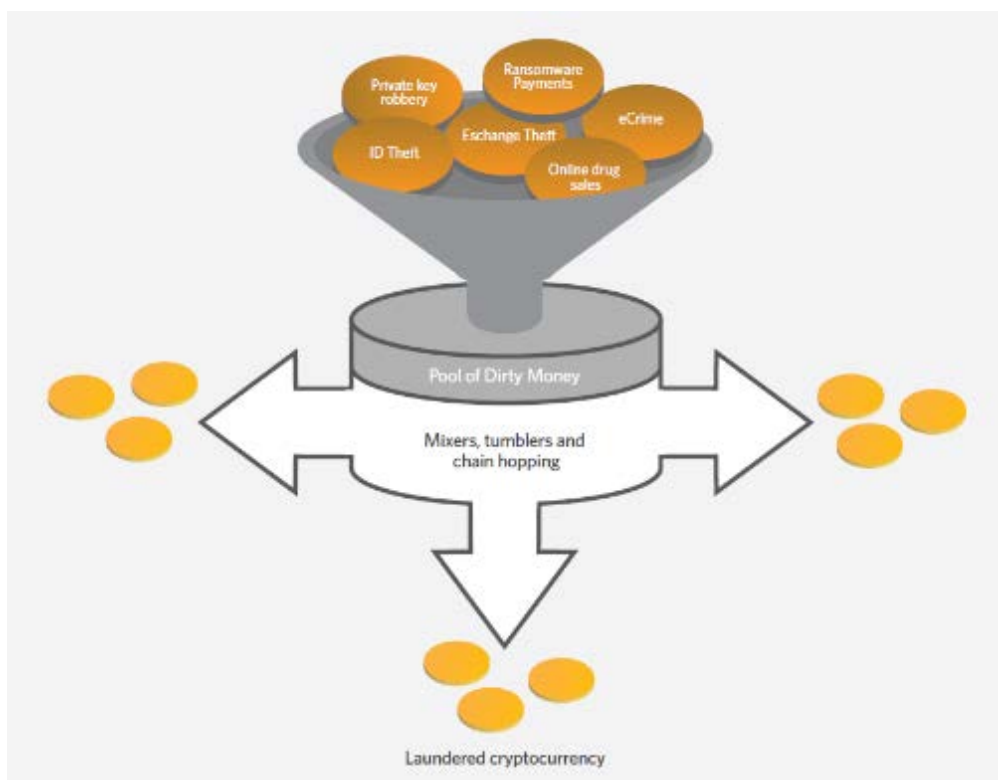 Private key
robbery
Ransomware
Payments
eCrime
Eschange Theft
ID Theft
Online drug
sales
Pool of Dirty Money
Mixers, tumblers and
chain hopping
Laundered cryptocurrency